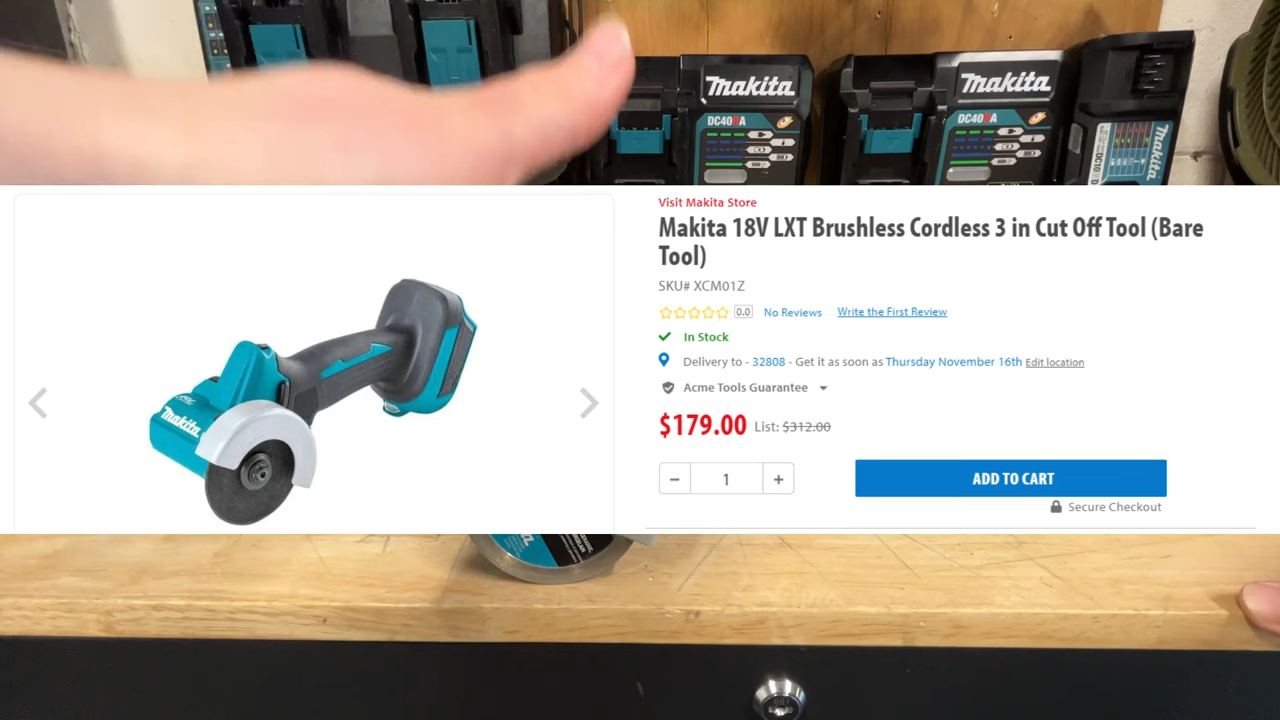 makita
DC40RA
makita
DC40RA
makita
DC10
Visit Makita Store
Makita 18V LXT Brushless Cordless 3 in Cut Off Tool (Bare
Tool)
SKU# XCM01Z
0.0 No Reviews Write the First Review
In Stock
Delivery to - 32808 - Get it as soon as Thursday November 16th Edit location
Acme Tools Guarantee
$179.00 List: $312.00
1
ADD TO CART
Secure Checkout
makita